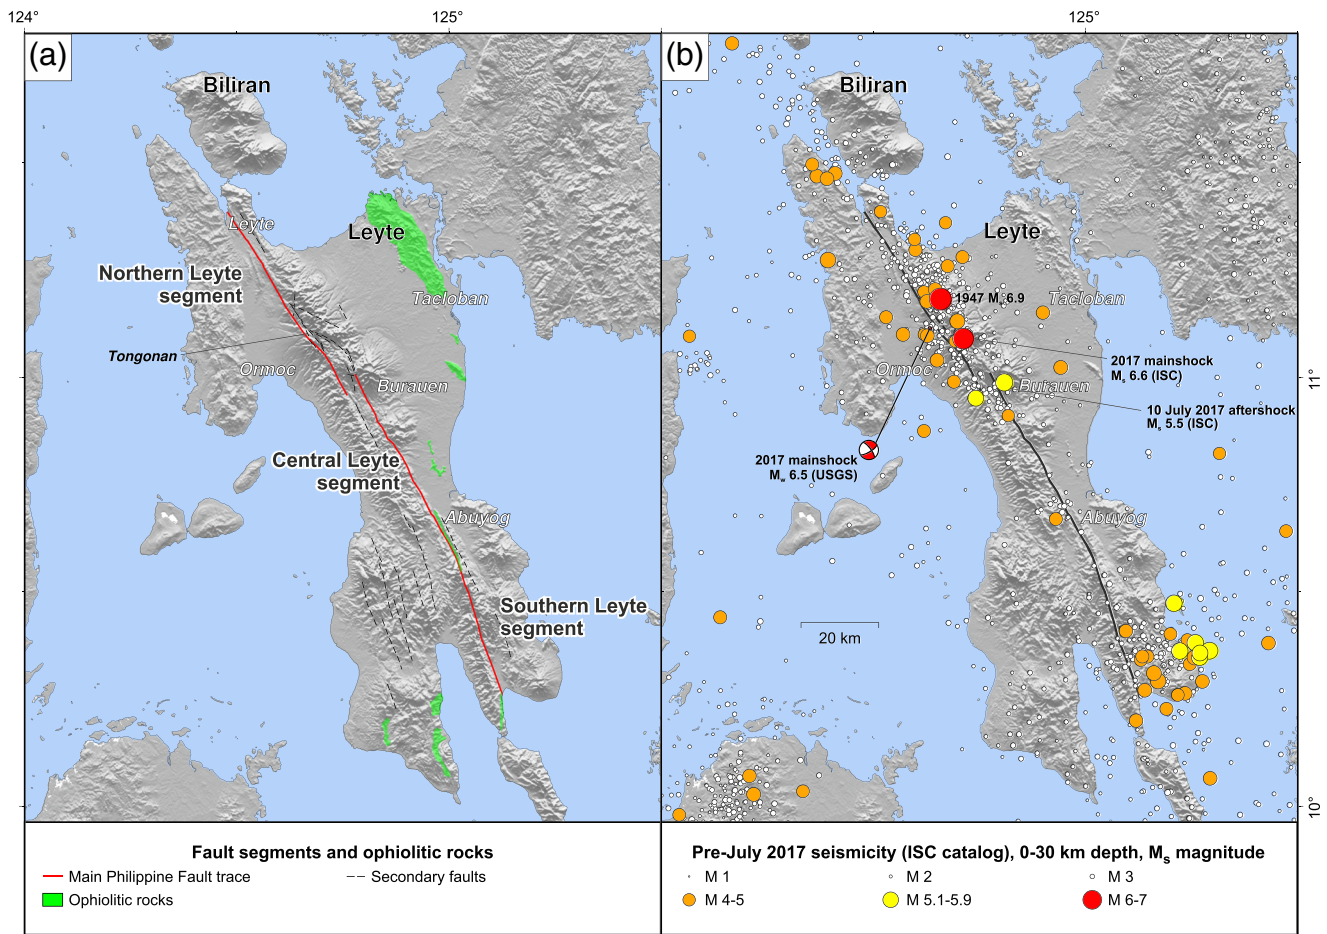 124°
125°
125°
(a)
Biliran
Leyte
Leyte
Northern Leyte
segment
Tacloban
Tongonan
Ormoc
Burauen
Central Leyte
segment
Abuyog
Southern Leyte
segment
(b)
Biliran
Leyte
1947 Ms 6.9
Tacloban
2017 mainshock
Ms 6.6 (ISC)
11°
Ormoc
Burauen
10 July 2017 aftershock
Ms 5.5 (ISC)
2017 mainshock
Mw 6.5 (USGS)
Abuyog
20 km
10°
Fault segments and ophiolitic rocks
Main Philippine Fault trace
Secondary faults
Ophiolitic rocks
Pre-July 2017 seismicity (ISC catalog), 0-30 km depth, Ms magnitude
M 1
M 2
M 3
M 4-5
M 5.1-5.9
M 6-7